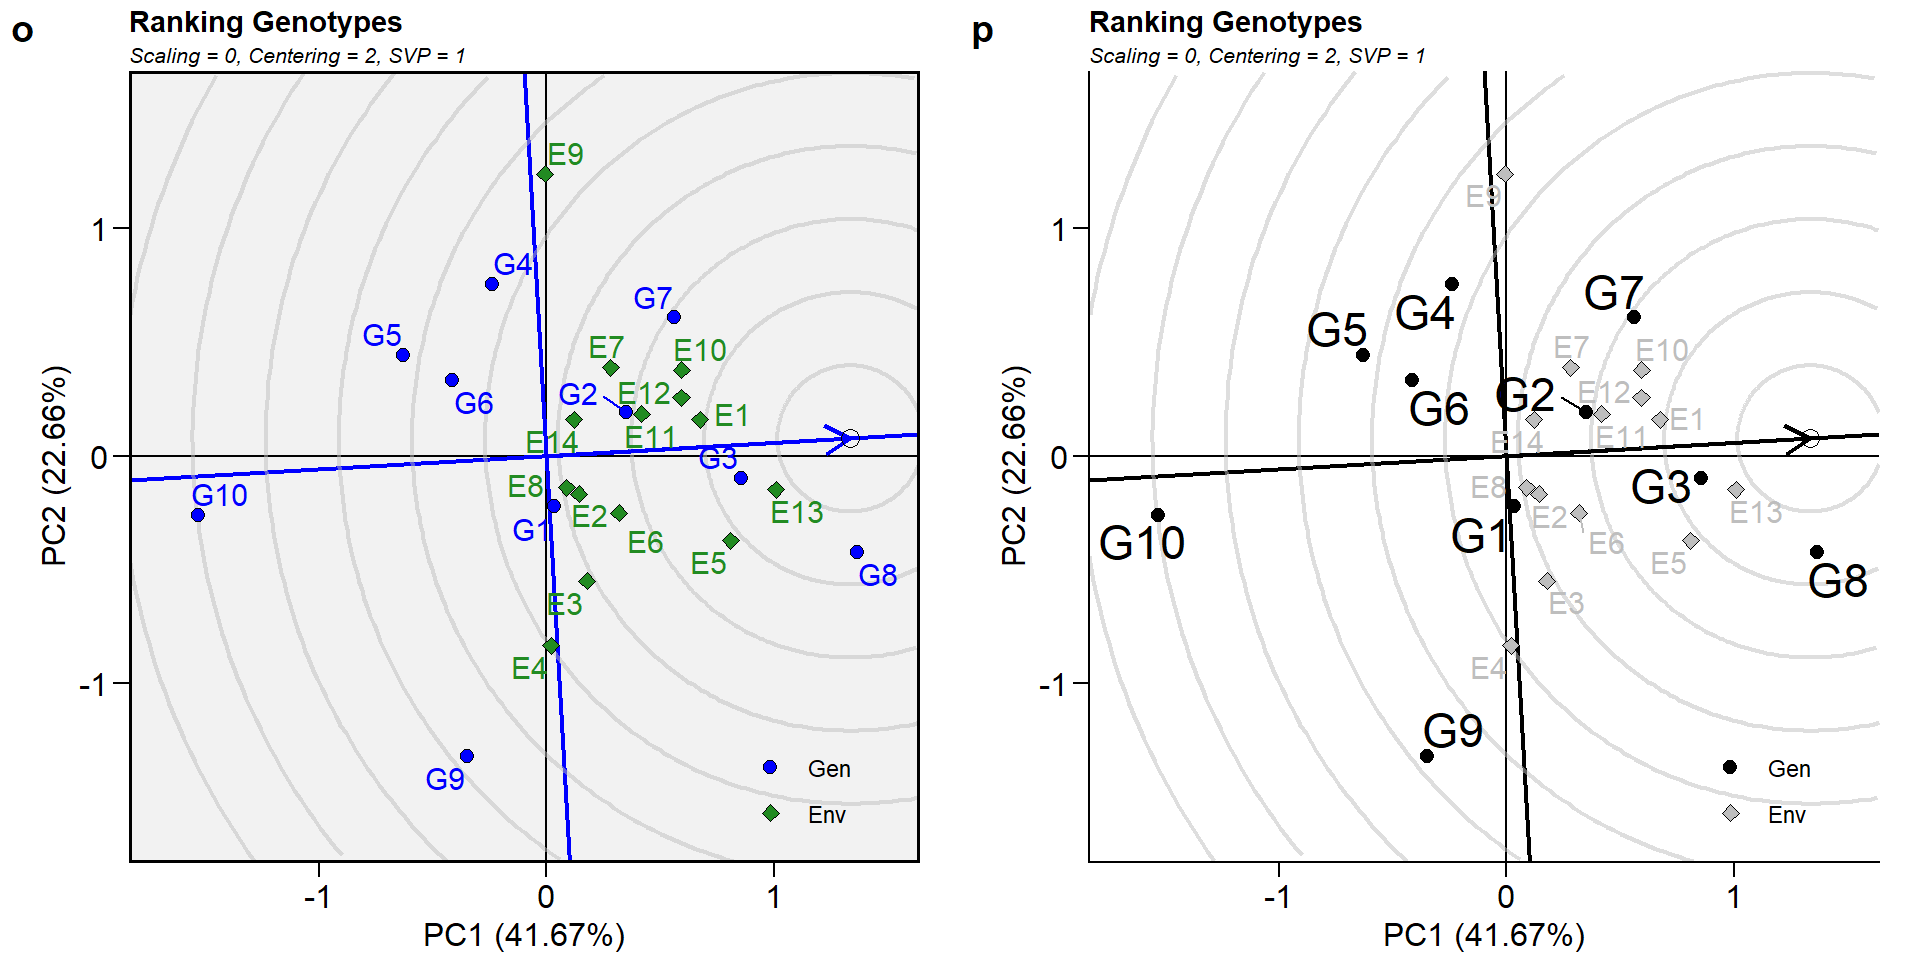 o
Ranking Genotypes
Scaling = 0, Centering = 2, SVP = 1
E9
1
G4
G7
G5
E7
E10
G2
E12
G6
E1
E14
E11
0
G3
G10
E8
E2
E13
G1
E6
E5
G8
E3
E4
-1
G9
Gen
Env
-1
0
1
PC1 (41.67%)
PC2 (22.66%)
p
Ranking Genotypes
Scaling = 0, Centering = 2, SVP = 1
E9
1
G7
G4
G5
E7
E10
G2
E12
G6
E1
E14
E11
0
G3
E8
E13
E2
G1
G10
E6
E5
G8
E3
E4
-1
G9
Gen
Env
-1
0
1
PC1 (41.67%)
PC2 (22.66%)